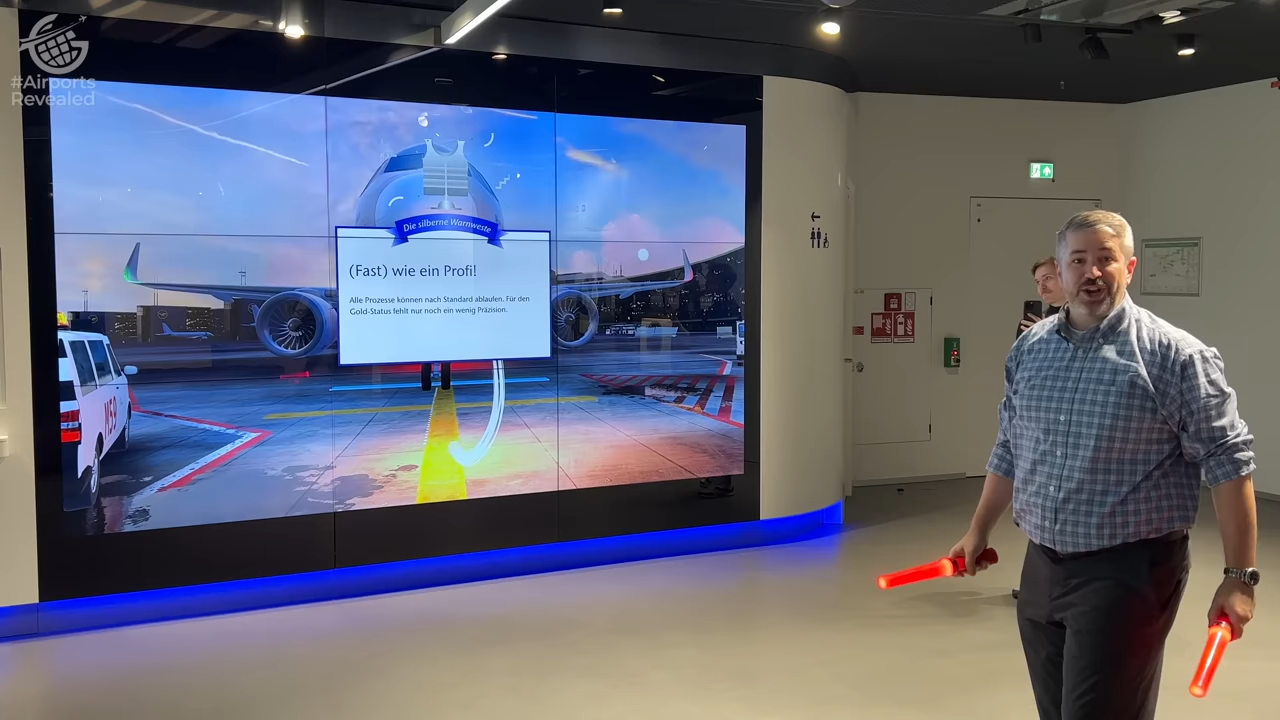 #Airports
Revealed
Die silberne Warnweste
(Fast) wie ein Profi!
Alle Prozesse können nach Standard ablaufen. Für den
Gold-Status fehlt nur noch ein wenig Präzision.